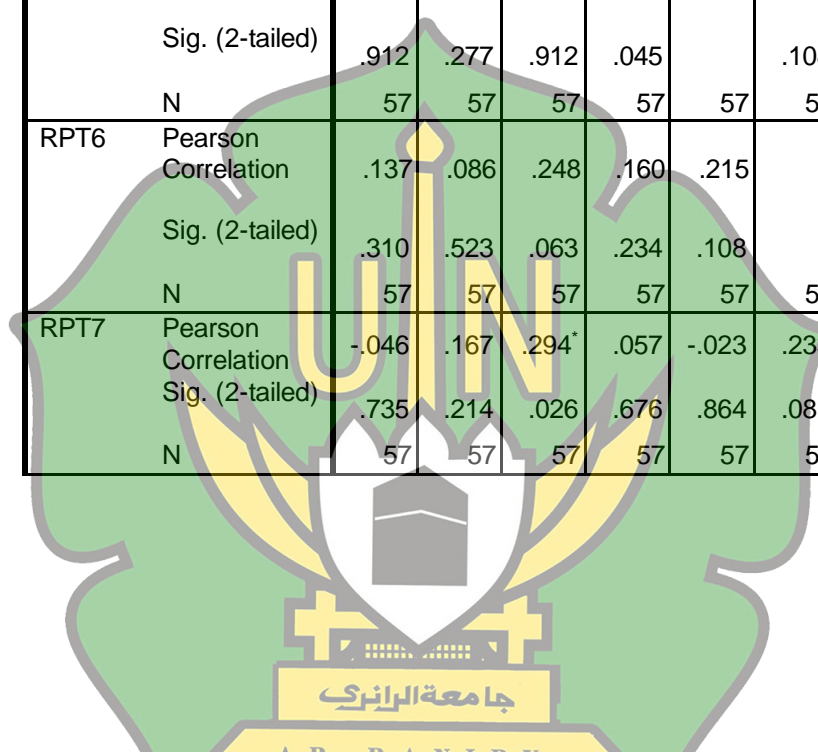 Sig. (2-tailed) .912 .277 .912 .045
N 57 57 57 57 57
RPT6 Pearson Correlation .137 .086 .248 .160 .215
Sig. (2-tailed) .310 .523 .063 .234 .108
N 57 57 57 57 57
RPT7 Pearson Correlation -.046 .167 .294* .057 -.023
Sig. (2-tailed) .735 .214 .026 .676 .864
N 57 57 57 57 57
UIN
جامعةالرانري